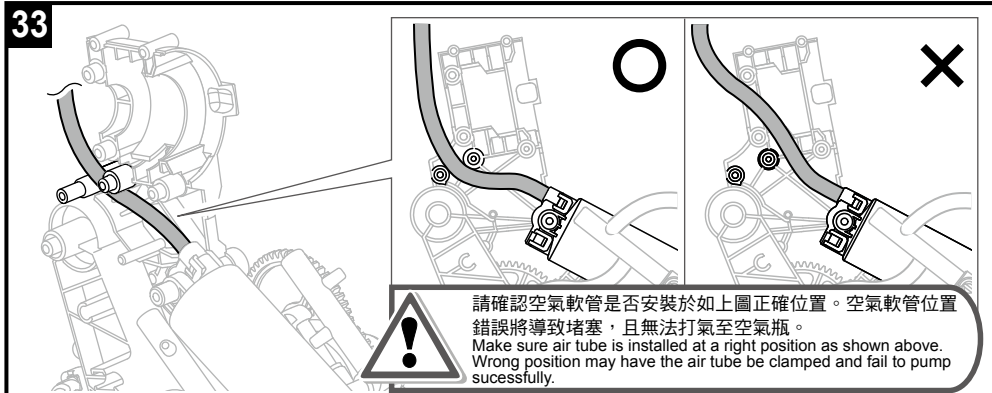 33
請確認空氣軟管是否安裝於如上圖正確位置。空氣軟管位置
錯誤將導致堵塞，且無法打氣至空氣瓶。
Make sure air tube is installed at a right position as shown above.
Wrong position may have the air tube be clamped and fail to pump
sucessfully.